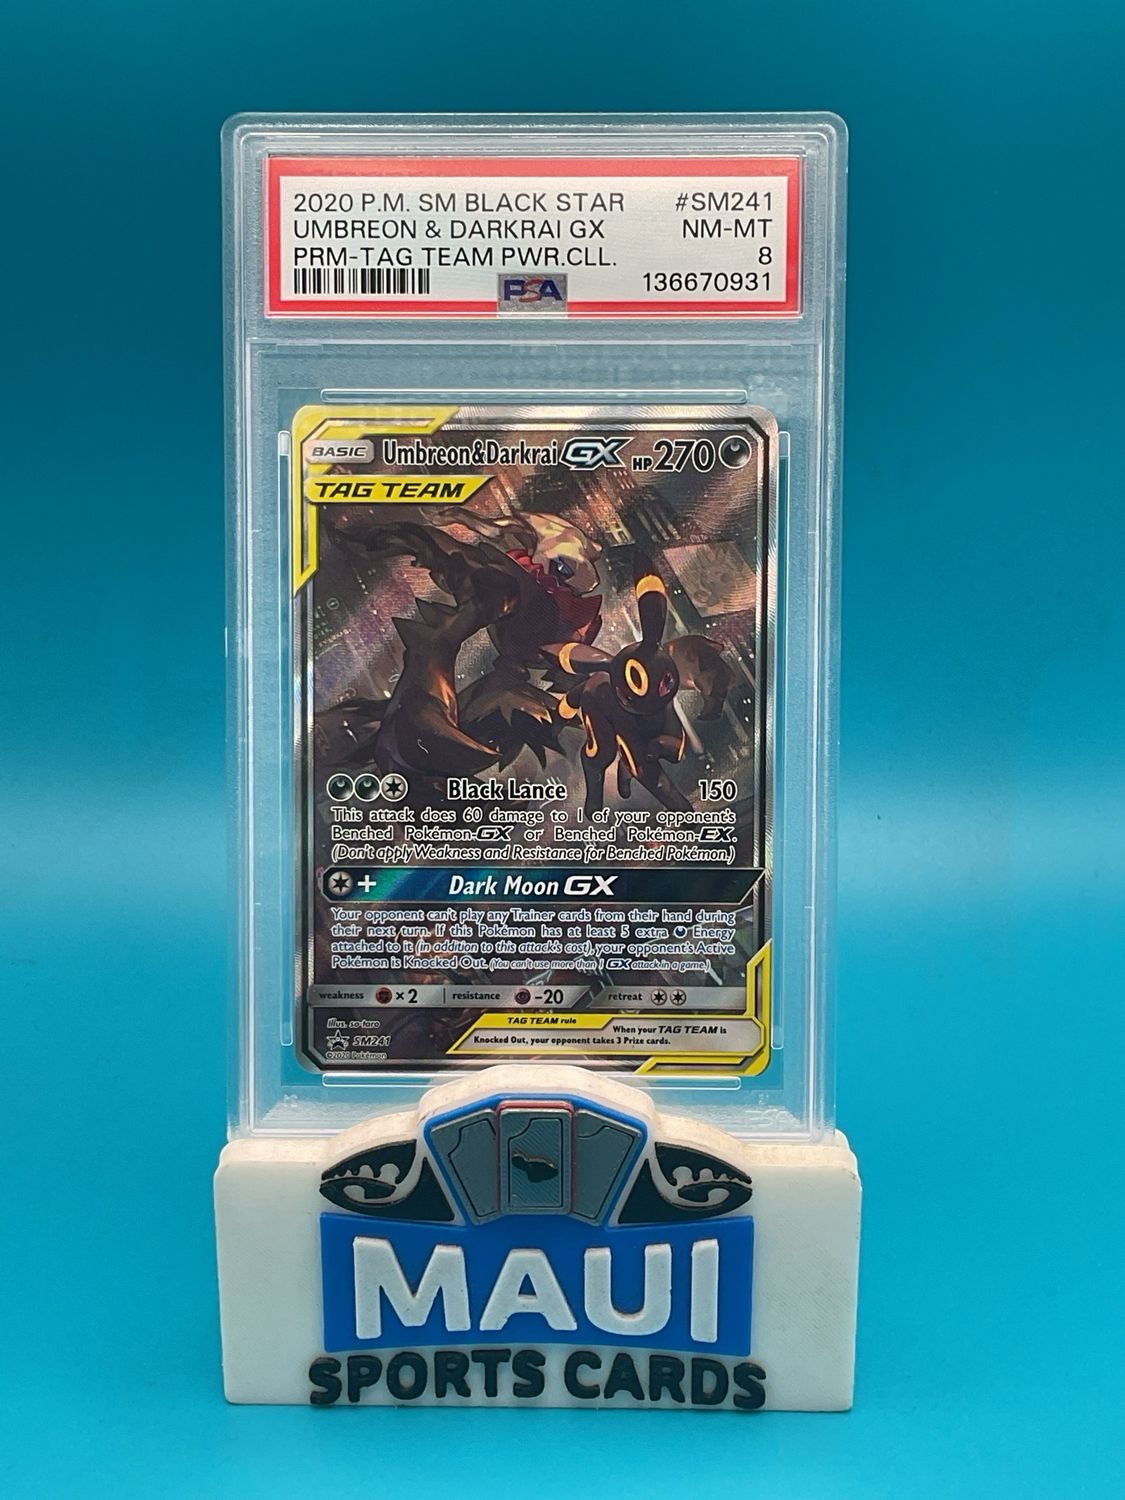 2020 P.M. SM BLACK STAR #SM241
UMBREON & DARKRAI GX NM-MT
PRM-TAG TEAM PWR.CLL. 8
PSA 136670931
BASIC Umbreon&Darkrai GX HP 270
TAG TEAM
Black Lance 150
This attack does 60 damage to 1 of your opponent's
Benched Pokémon-GX or Benched Pokémon-EX.
(Don't apply Weakness and Resistance for Benched Pokémon.)
+ Dark Moon GX
Your opponent can't play any Trainer cards from their hand during
their next turn. If this Pokémon has at least 5 extra Energy
attached to it (in addition to this attack's cost), your opponent's Active
Pokémon is Knocked Out. (You can't use more than 1 GX attack in a game.)
weakness ×2 resistance -20 retreat
Illus. so-taro
TAG TEAM rule When your TAG TEAM is
Knocked Out, your opponent takes 3 Prize cards.
SM241
©2020 Pokémon
MAUI
SPORTS CARDS